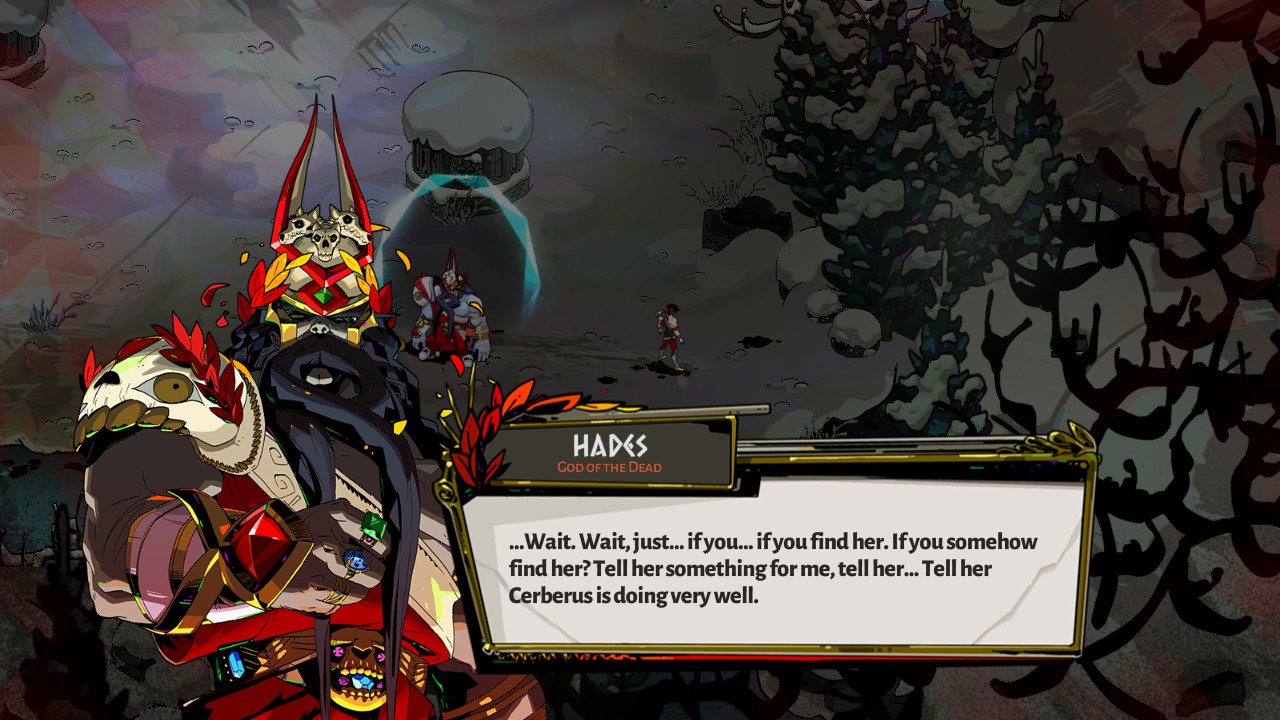 HADES
GOD OF THE DEAD
...Wait. Wait, just... if you... if you find her. If you somehow
find her? Tell her something for me, tell her... Tell her
Cerberus is doing very well.